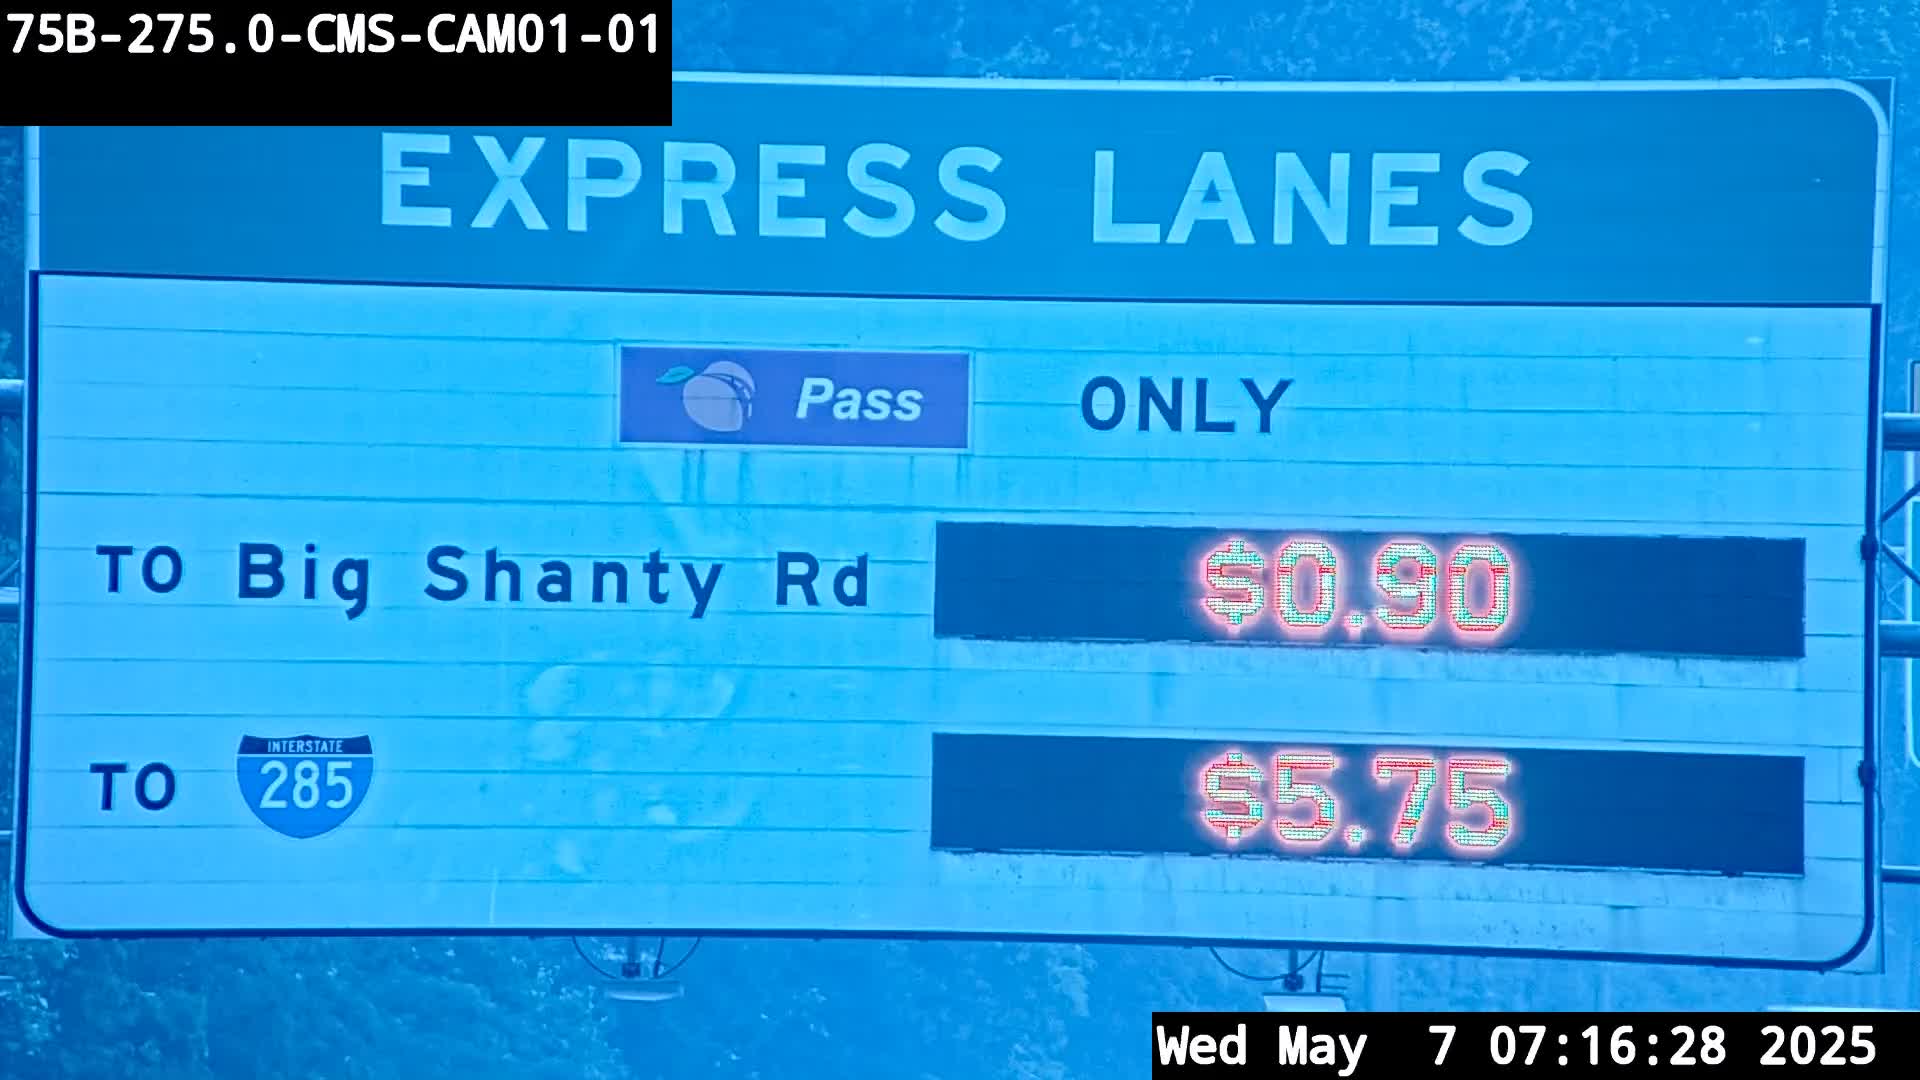 75B-275.0-CMS-CAM01-01
EXPRESS LANES
Pass ONLY
TO Big Shanty Rd $0.90
TO INTERSTATE 285 $5.75
Wed May 7 07:16:28 2025